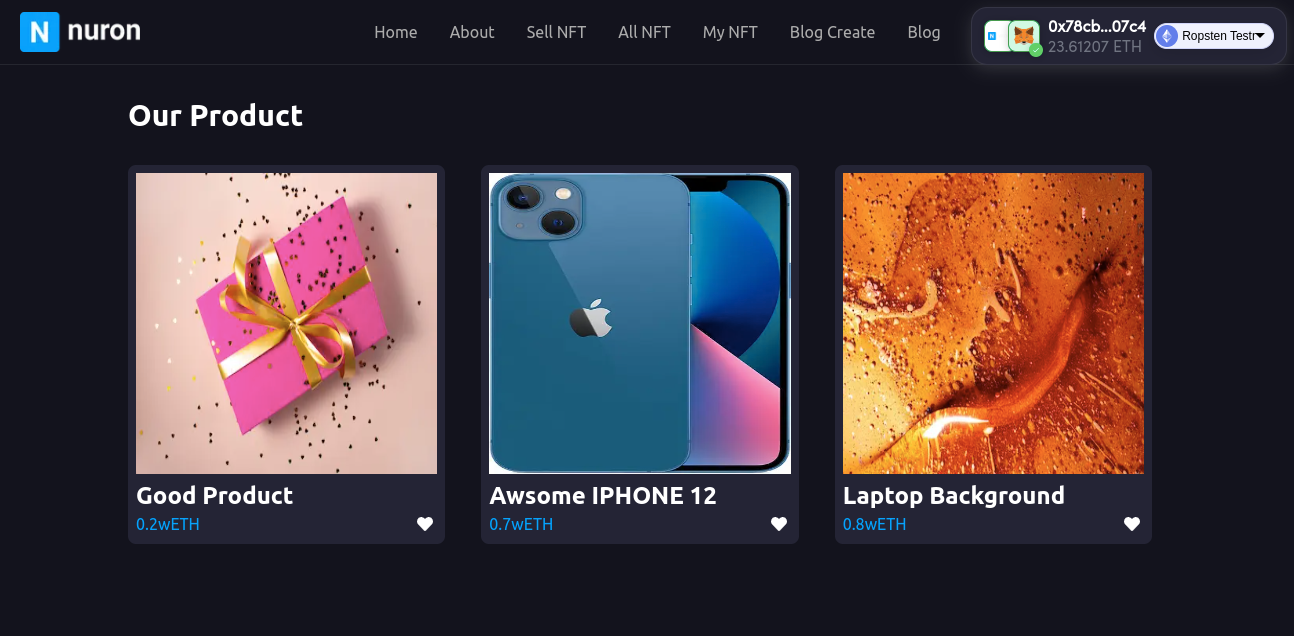 N nuron
Home
About
Sell NFT
All NFT
My NFT
Blog Create
Blog
N
0x78cb...07c4
23.61207 ETH
Ropsten Testr
Our Product
Good Product
0.2wETH
Awsome IPHONE 12
0.7wETH
Laptop Background
0.8wETH